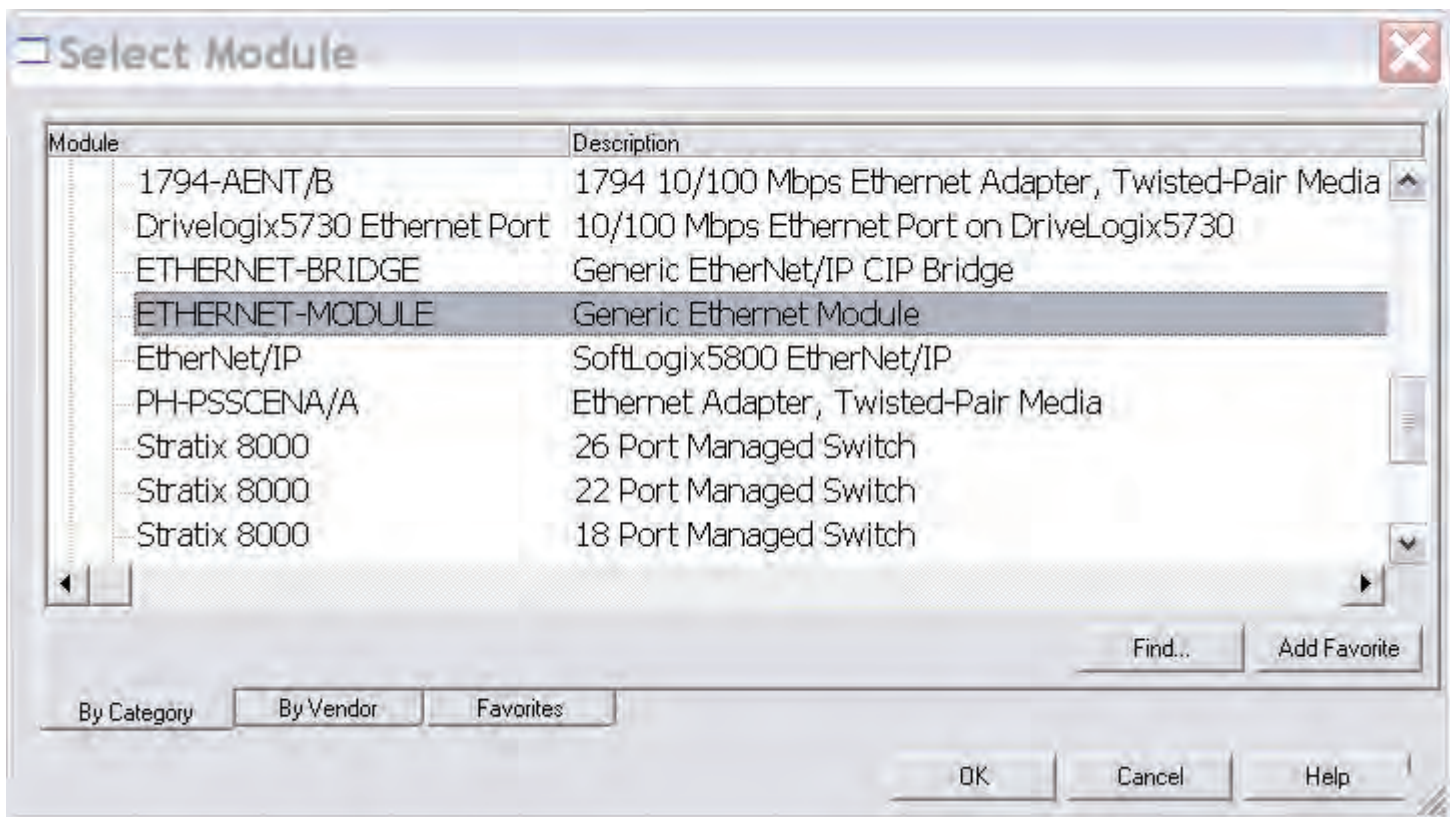 Select Module
Module Description
1794-AENT/B 1794 10/100 Mbps Ethernet Adapter, Twisted-Pair Media
Drivelogix5730 Ethernet Port 10/100 Mbps Ethernet Port on DriveLogix5730
ETHERNET-BRIDGE Generic EtherNet/IP CIP Bridge
ETHERNET-MODULE Generic Ethernet Module
EtherNet/IP SoftLogix5800 EtherNet/IP
PH-PSSCENA/A Ethernet Adapter, Twisted-Pair Media
Stratix 8000 26 Port Managed Switch
Stratix 8000 22 Port Managed Switch
Stratix 8000 18 Port Managed Switch
Find... Add Favorite
By Category By Vendor Favorites
OK Cancel Help